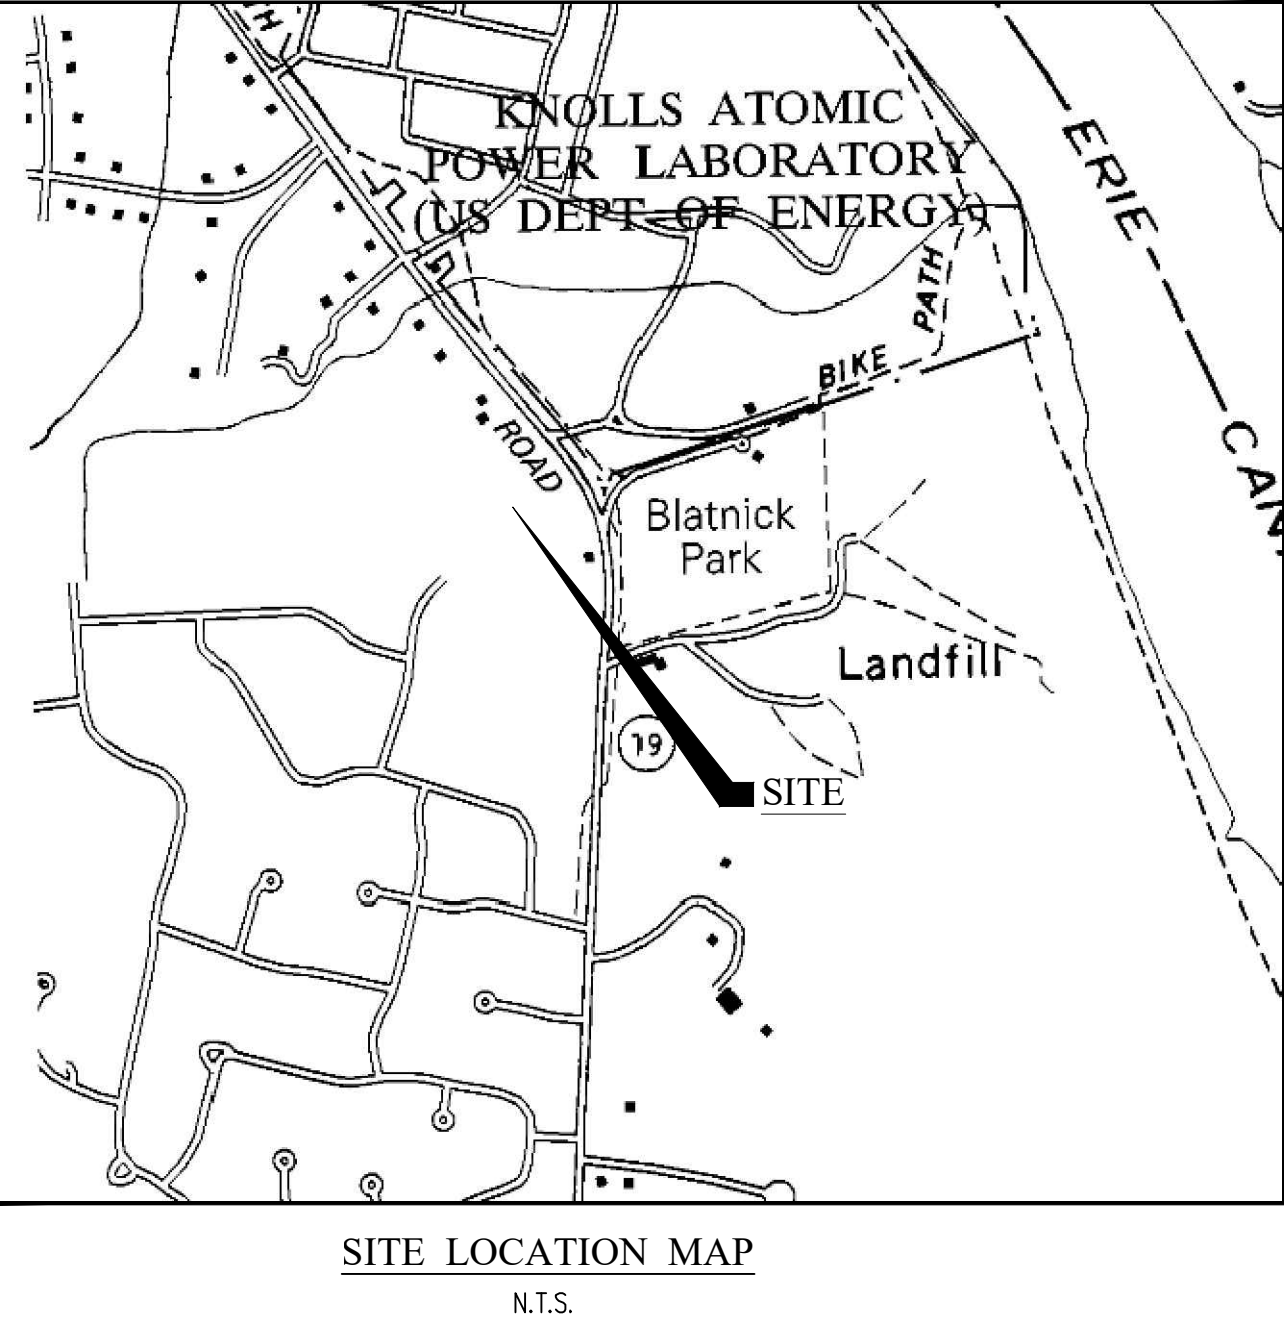 KNOLLS ATOMIC
POWER LABORATORY
(US DEPT OF ENERGY)
ERIE
PATH
BIKE
ROAD
CAN
Blatnick
Park
Landfill
19
SITE
SITE LOCATION MAP
N.T.S.